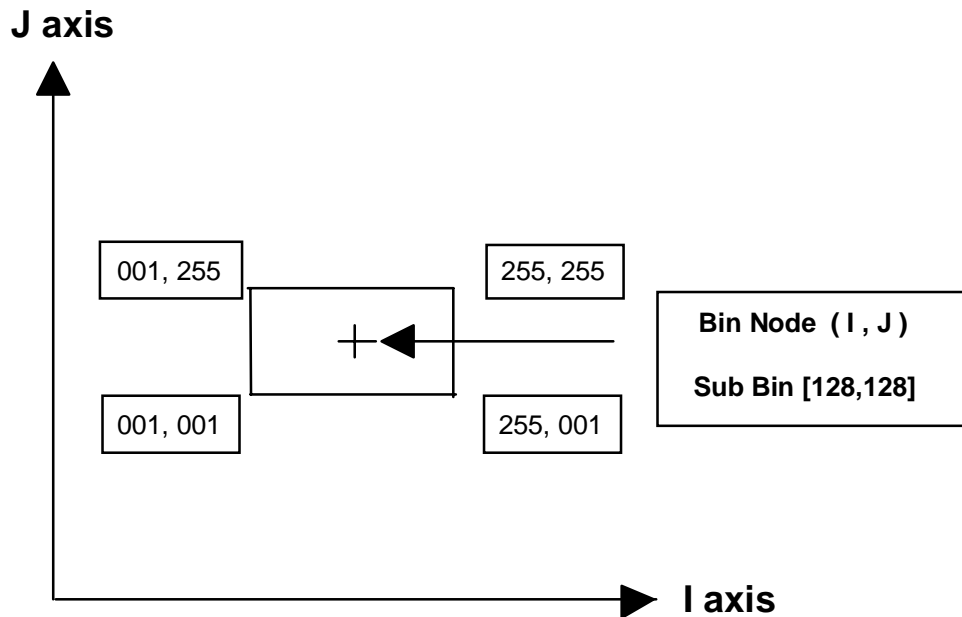 J axis
001, 255
255, 255
Bin Node ( I , J )
Sub Bin [128,128]
001, 001
255, 001
I axis